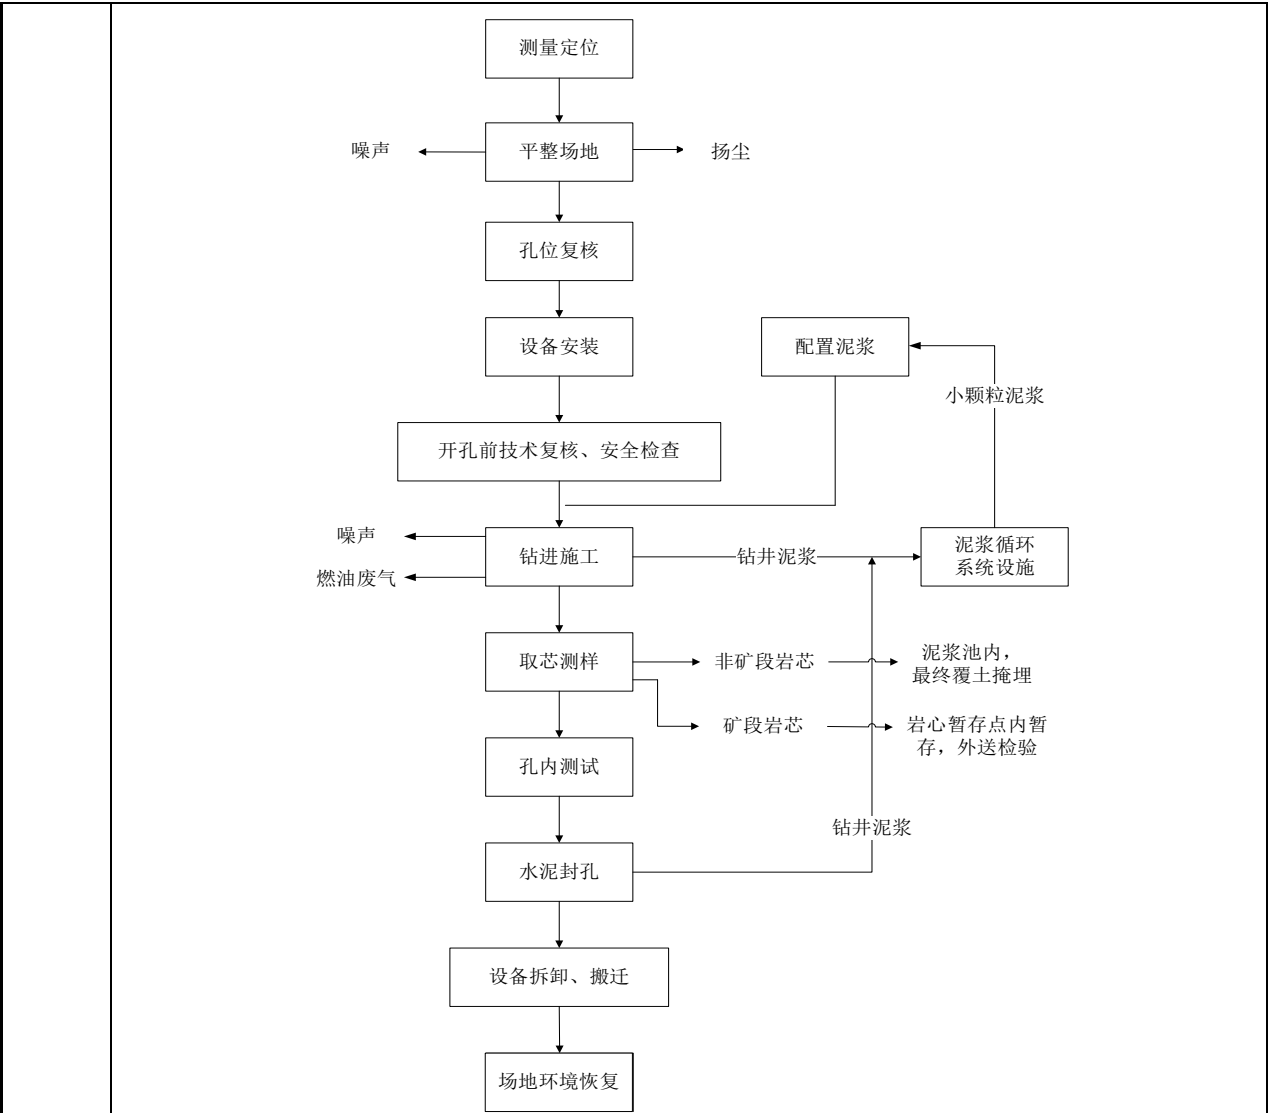 测量定位
噪声
平整场地
扬尘
孔位复核
设备安装
配置泥浆
小颗粒泥浆
开孔前技术复核、安全检查
噪声
燃油废气
钻进施工
钻井泥浆
泥浆循环
系统设施
取芯测样
非矿段岩芯
泥浆池内，
最终覆土掩埋
矿段岩芯
岩心暂存点内暂
存，外送检验
孔内测试
钻井泥浆
水泥封孔
设备拆卸、搬迁
场地环境恢复